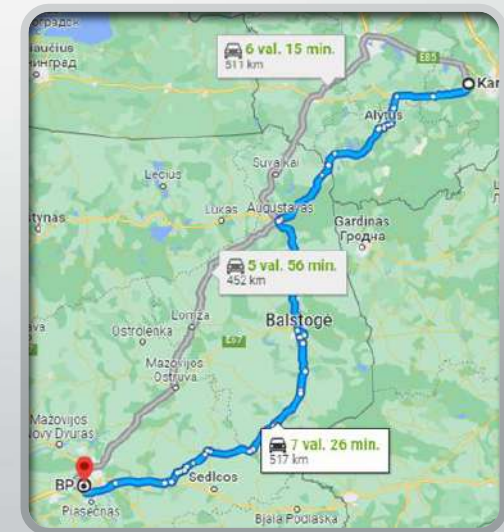 6 val. 15 min.
511 km
E85
Kar
Alytus
Suvalkai
Lecius
Lukas
Augustavas
Gardinas
Гродна
5 val. 56 min.
452 km
Balstogė
Lomža
Ostrolenka
Mazovijos
Ostruva
7 val. 26 min.
517 km
Mažovijos
Novy Dvuras
BP
Sedlcos
Piasečnas
Bjala Podlaska